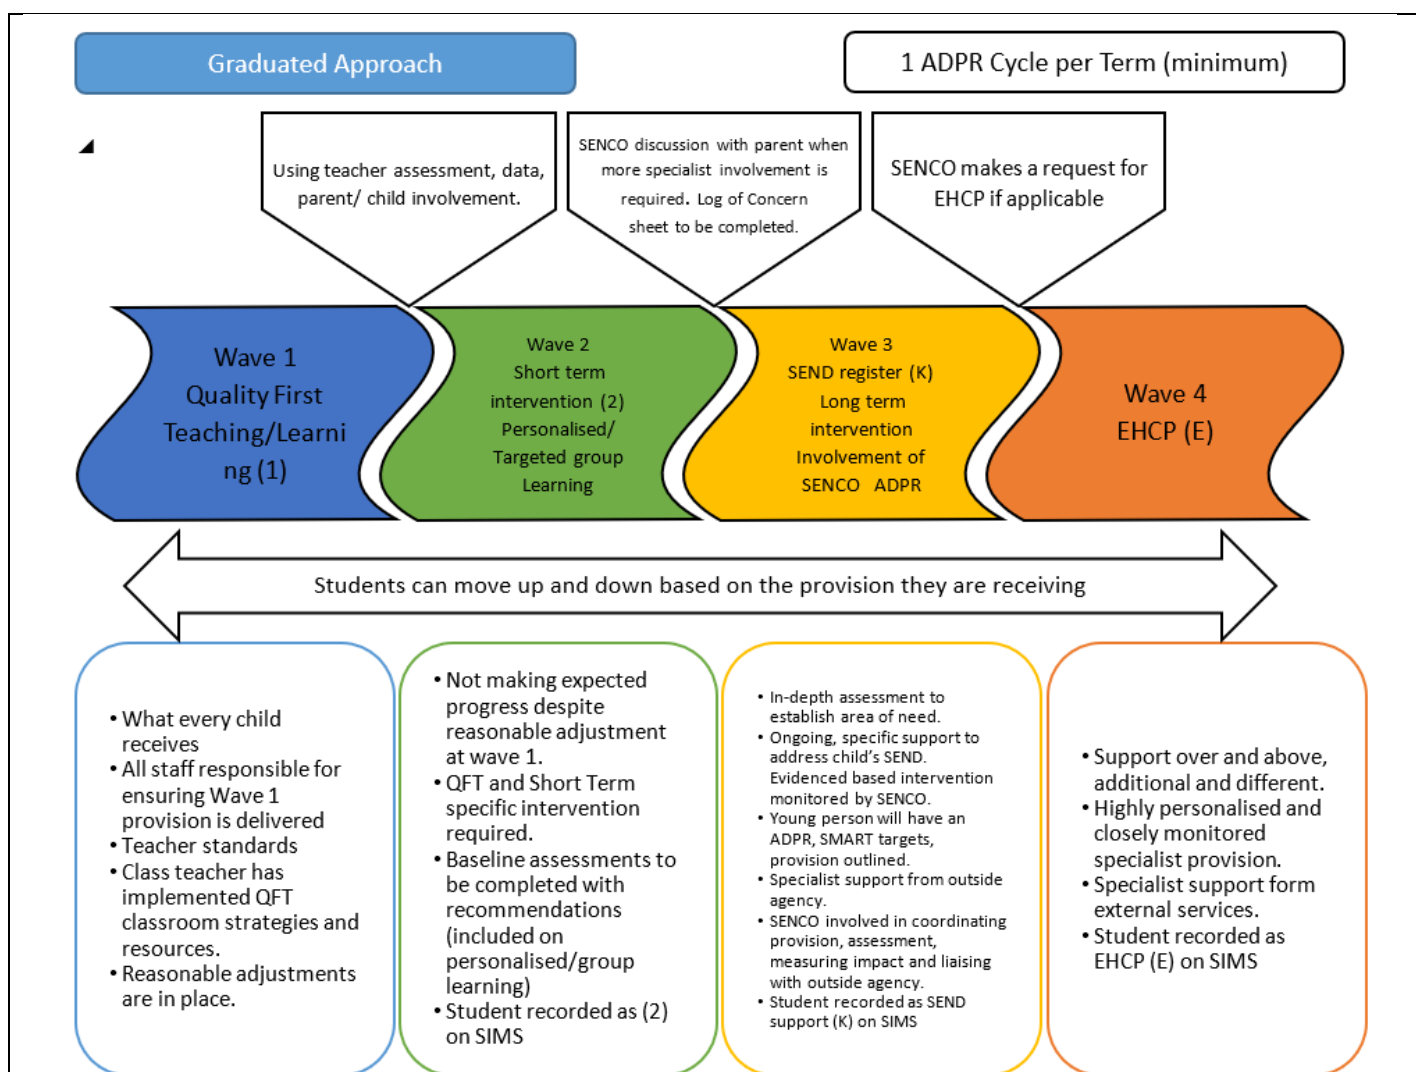 Graduated Approach
1 ADPR Cycle per Term (minimum)
Using teacher assessment, data,
parent/ child involvement.
SENCO discussion with parent when
more specialist involvement is
required. Log of Concern
sheet to be completed.
SENCO makes a request for
EHCP if applicable
Wave 1
Quality First
Teaching/Learni
ng (1)
Wave 2
Short term
intervention (2)
Personalised/
Targeted group
Learning
Wave 3
SEND register (K)
Long term
intervention
Involvement of
SENCO ADPR
Wave 4
EHCP (E)
Students can move up and down based on the provision they are receiving
• What every child
receives
• All staff responsible for
ensuring Wave 1
provision is delivered
• Teacher standards
• Class teacher has
implemented QFT
classroom strategies and
resources.
• Reasonable adjustments
are in place.
• Not making expected
progress despite
reasonable adjustment
at wave 1.
• QFT and Short Term
specific intervention
required.
• Baseline assessments to
be completed with
recommendations
(included on
personalised/group
learning)
• Student recorded as (2)
on SIMS
• In-depth assessment to
establish area of need.
• Ongoing, specific support to
address child's SEND.
Evidenced based intervention
monitored by SENCO.
• Young person will have an
ADPR, SMART targets,
provision outlined.
• Specialist support from outside
agency.
• SENCO involved in coordinating
provision, assessment,
measuring impact and liaising
with outside agency.
• Student recorded as SEND
support (K) on SIMS
• Support over and above,
additional and different.
• Highly personalised and
closely monitored
specialist provision.
• Specialist support form
external services.
• Student recorded as
EHCP (E) on SIMS